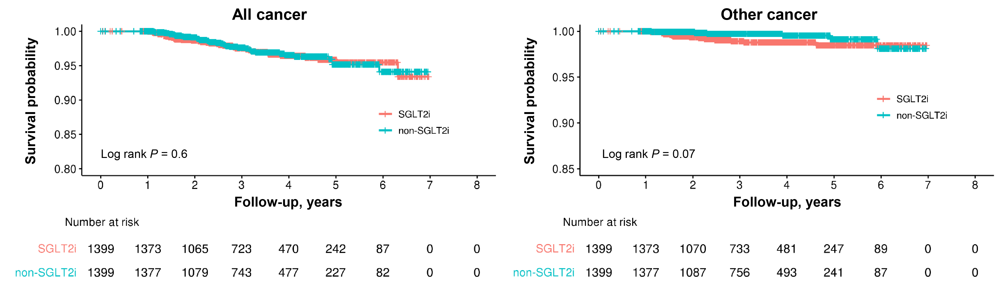 All cancer
Survival probability
1.00
0.95
0.90
0.85
0.80
SGLT2i
non-SGLT2i
Log rank P = 0.6
0 1 2 3 4 5 6 7 8
Follow-up, years
Number at risk
SGLT2i 1399 1373 1065 723 470 242 87 0 0
non-SGLT2i 1399 1377 1079 743 477 227 82 0 0
Other cancer
Survival probability
1.00
0.95
0.90
0.85
SGLT2i
non-SGLT2i
Log rank P = 0.07
0 1 2 3 4 5 6 7 8
Follow-up, years
Number at risk
SGLT2i 1399 1373 1070 733 481 247 89 0 0
non-SGLT2i 1399 1377 1087 756 493 241 87 0 0